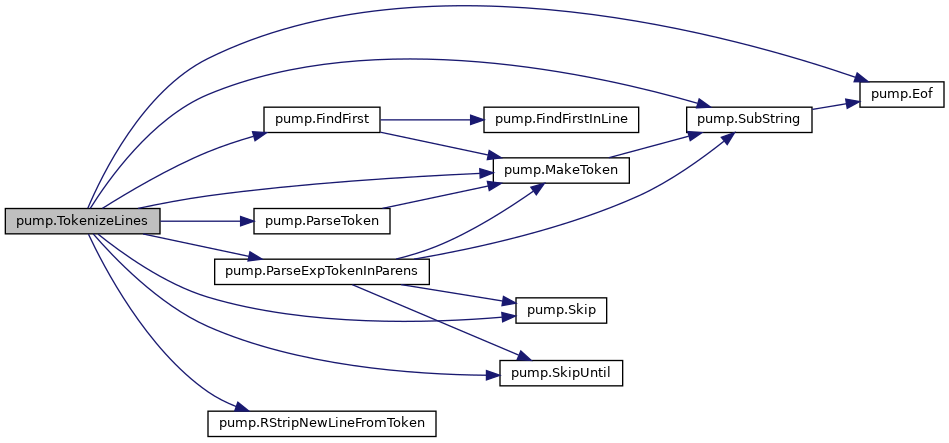 pump.Eof
pump.FindFirst
pump.FindFirstInLine
pump.SubString
pump.MakeToken
pump.TokenizeLines
pump.ParseToken
pump.ParseExpTokenInParens
pump.Skip
pump.SkipUntil
pump.RStripNewLineFromToken